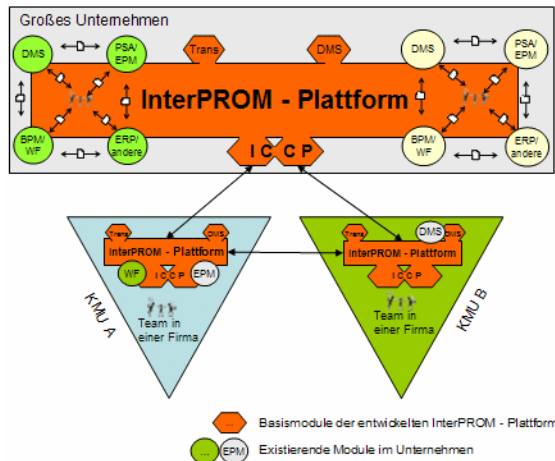 Großes Unternehmen
DMS
PSA/
EPM
Trans
DMS
DMS
PSA/
EPM
InterPROM - Plattform
BPM/
WF
ERP/
andere
BPM/
WF
ERP/
andere
I C C P
Trans
DMS
InterPROM - Plattform
WF
I C C P
EPM
Team in
einer Firma
KMU A
Trans
DMS
DMS
InterPROM - Plattform
I C C P
Team in
einer Firma
KMU B
... Basismodule der entwickelten InterPROM - Plattform
... EPM Existierende Module im Unternehmen